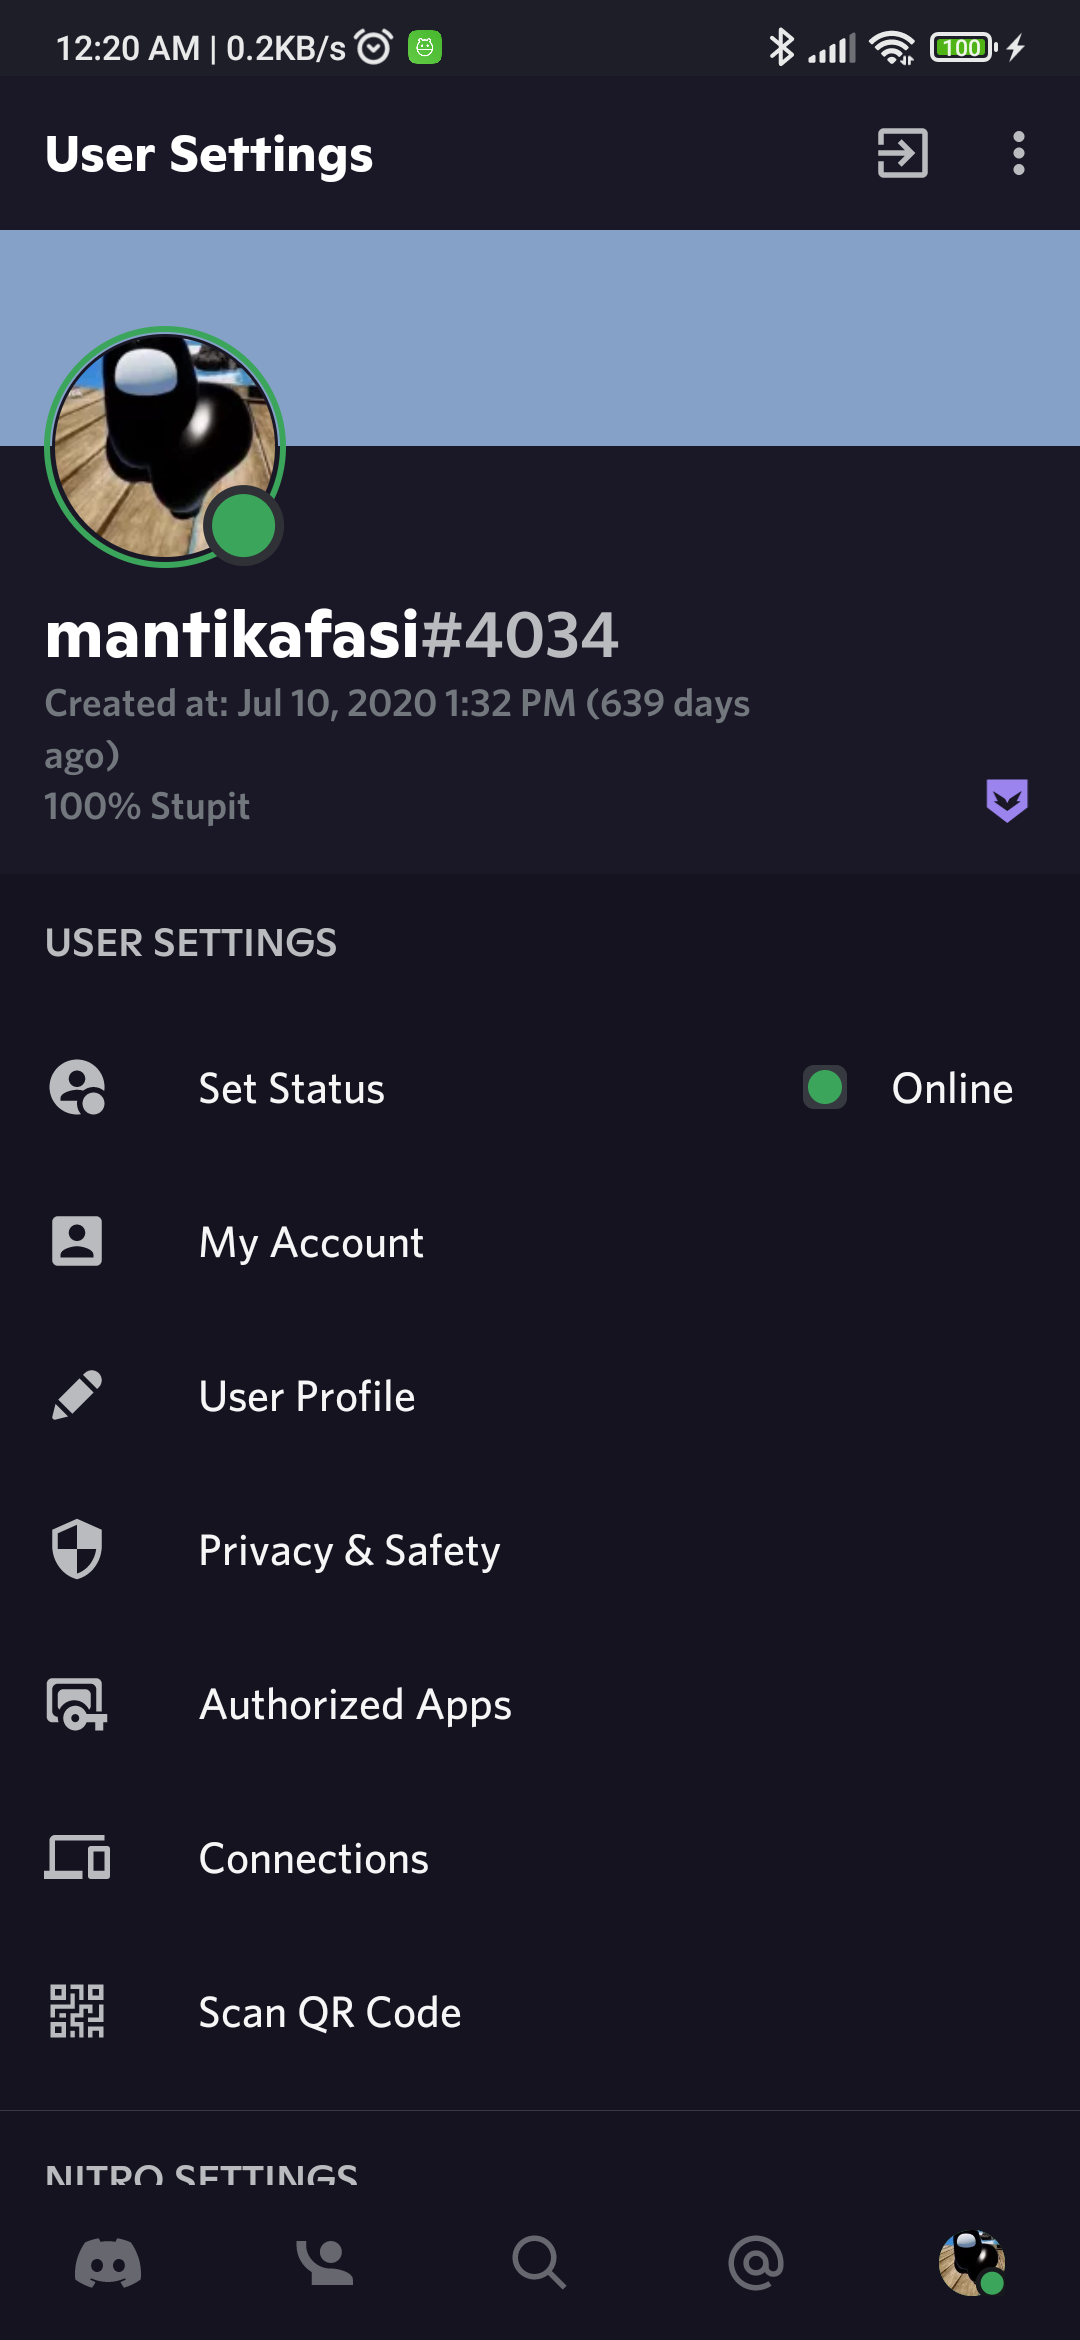 12:20 AM | 0.2KB/s
100
User Settings
mantikafasi#4034
Created at: Jul 10, 2020 1:32 PM (639 days
ago)
100% Stupit
USER SETTINGS
Set Status
Online
My Account
User Profile
Privacy & Safety
Authorized Apps
Connections
Scan QR Code
NITRO SETTINGS